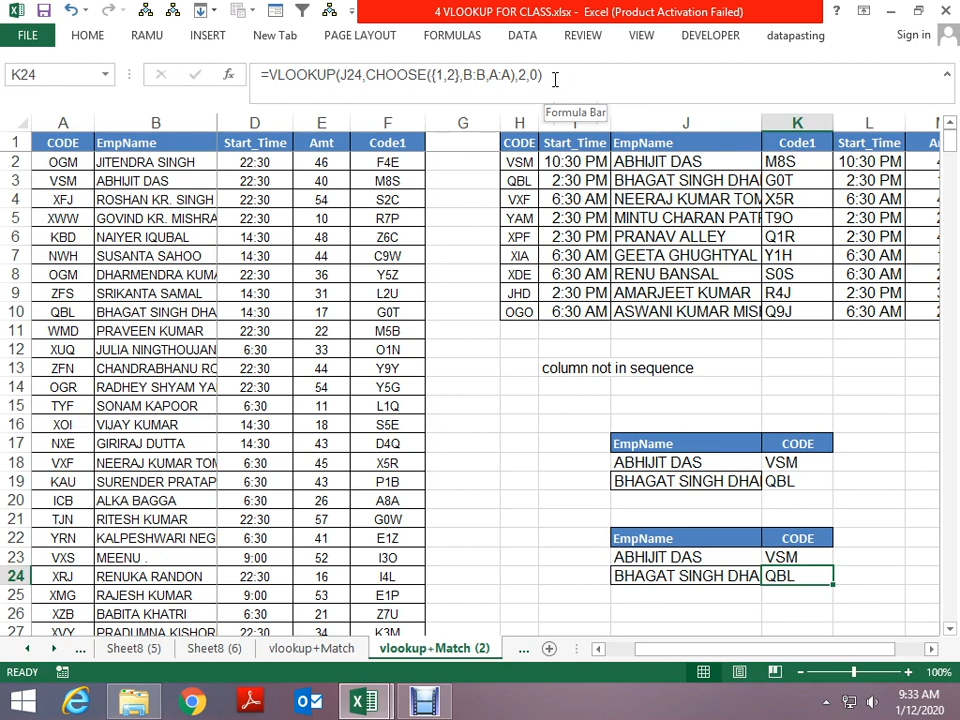 4 VLOOKUP FOR CLASS.xlsx - Excel (Product Activation Failed)
FILE HOME RAMU INSERT New Tab PAGE LAYOUT FORMULAS DATA REVIEW VIEW DEVELOPER datapasting Sign in
K24 =VLOOKUP(J24,CHOOSE({1,2},B:B,A:A),2,0)
Formula Bar
A B D E F G H I J K L M
1 CODE EmpName Start_Time Amt Code1 CODE Start_Time EmpName Code1 Start_Time
2 OGM JITENDRA SINGH 22:30 46 F4E VSM 10:30 PM ABHIJIT DAS M8S 10:30 PM
3 VSM ABHIJIT DAS 22:30 40 M8S QBL 2:30 PM BHAGAT SINGH DHA G0T 2:30 PM
4 XFJ ROSHAN KR. SINGH 22:30 54 S2C VXF 6:30 AM NEERAJ KUMAR TOM X5R 6:30 AM
5 XWW GOVIND KR. MISHRA 22:30 10 R7P YAM 2:30 PM MINTU CHARAN PATR T9O 2:30 PM
6 KBD NAIYER IQUBAL 14:30 48 Z6C XPF 2:30 PM PRANAV ALLEY Q1R 2:30 PM
7 NWH SUSANTA SAHOO 14:30 44 C9W XIA 6:30 AM GEETA GHUGHTYAL Y1H 6:30 AM
8 OGM DHARMENDRA KUMA 22:30 36 Y5Z XDE 6:30 AM RENU BANSAL S0S 6:30 AM
9 ZFS SRIKANTA SAMAL 14:30 31 L2U JHD 2:30 PM AMARJEET KUMAR R4J 2:30 PM
10 QBL BHAGAT SINGH DHA 14:30 17 G0T OGO 6:30 AM ASWANI KUMAR MISH Q9J 6:30 AM
11 WMD PRAVEEN KUMAR 22:30 22 M5B
12 XUQ JULIA NINGTHOUJAN 6:30 33 O1N
13 ZFN CHANDRABHANU RO 22:30 44 Y9Y column not in sequence
14 OGR RADHEY SHYAM YA 22:30 54 Y5G
15 TYF SONAM KAPOOR 6:30 11 L1Q
16 XOI VIJAY KUMAR 14:30 18 S5E
17 NXE GIRIRAJ DUTTA 14:30 43 D4Q EmpName CODE
18 VXF NEERAJ KUMAR TOM 6:30 45 X5R ABHIJIT DAS VSM
19 KAU SURENDER PRATAP 6:30 43 P1B BHAGAT SINGH DHA QBL
20 ICB ALKA BAGGA 6:30 26 A8A
21 TJN RITESH KUMAR 22:30 57 G0W
22 YRN KALPESHWARI NEG 6:30 41 E1Z EmpName CODE
23 VXS MEENU . 9:00 52 I3O ABHIJIT DAS VSM
24 XRJ RENUKA RANDON 22:30 16 I4L BHAGAT SINGH DHA QBL
25 XMG RAJESH KUMAR 9:00 53 E1P
26 XZB BABITA KHATRI 6:30 21 Z7U
27 XVY PRADUMNA KISHOR 34 K3M
... Sheet8 (5) Sheet8 (6) vlookup+Match vlookup+Match (2) ...
READY 100%
9:33 AM
1/12/2020